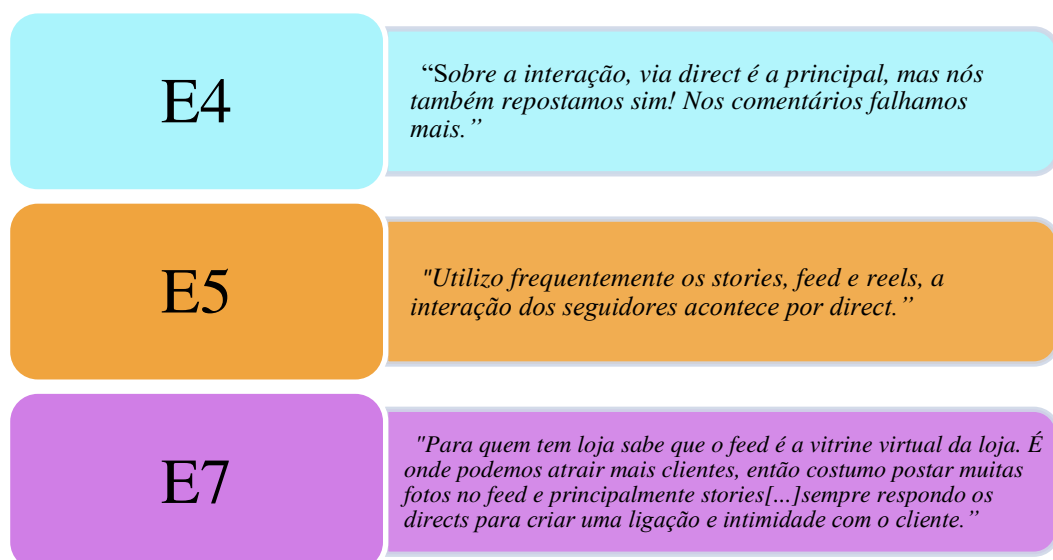 E4
“Sobre a interação, via direct é a principal, mas nós
também repostamos sim! Nos comentários falhamos
mais.”
E5
"Utilizo frequentemente os stories, feed e reels, a
interação dos seguidores acontece por direct.”
E7
"Para quem tem loja sabe que o feed é a vitrine virtual da loja. É
onde podemos atrair mais clientes, então costumo postar muitas
fotos no feed e principalmente stories[...]sempre respondo os
directs para criar uma ligação e intimidade com o cliente.”